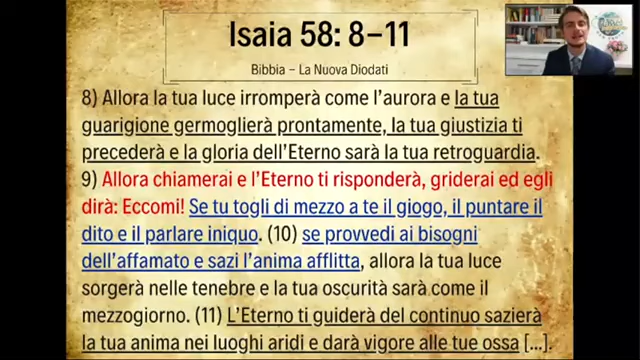 Isaia 58: 8–11
Bibbia – La Nuova Diodati
8) Allora la tua luce irromperà come l'aurora e la tua
guarigione germoglierà prontamente, la tua giustizia ti
precederà e la gloria dell'Eterno sarà la tua retroguardia.
9) Allora chiamerai e l'Eterno ti risponderà, griderai ed egli
dirà: Eccomi! Se tu togli di mezzo a te il giogo, il puntare il
dito e il parlare iniquo. (10) se provvedi ai bisogni
dell'affamato e sazi l'anima afflitta, allora la tua luce
sorgerà nelle tenebre e la tua oscurità sarà come il
mezzogiorno. (11) L'Eterno ti guiderà del continuo sazierà
la tua anima nei luoghi aridi e darà vigore alle tue ossa [...].